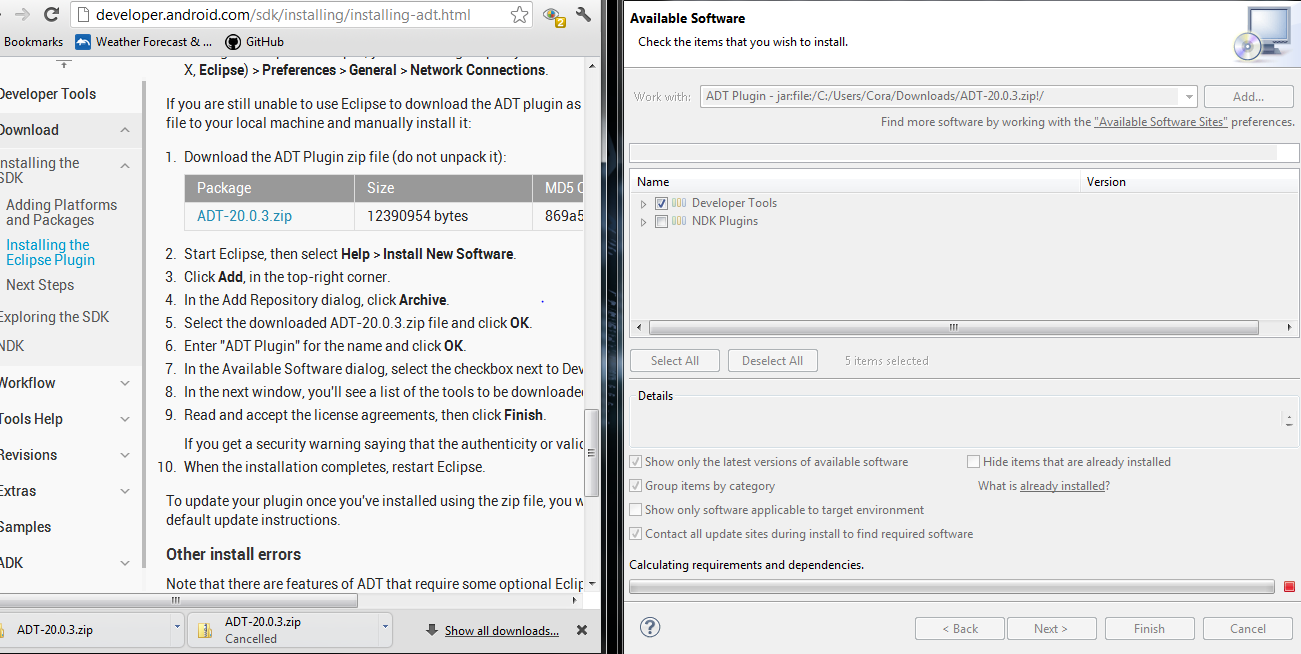 developer.android.com/sdk/installing/installing-adt.html
2
Bookmarks
Weather Forecast & ...
GitHub
Developer Tools
Download
Installing the
SDK
Adding Platforms
and Packages
Installing the
Eclipse Plugin
Next Steps
Exploring the SDK
NDK
Workflow
Tools Help
Revisions
Extras
Samples
ADK
X, Eclipse) > Preferences > General > Network Connections.
If you are still unable to use Eclipse to download the ADT plugin as
file to your local machine and manually install it:
1. Download the ADT Plugin zip file (do not unpack it):
Package Size MD5 C
ADT-20.0.3.zip 12390954 bytes 869a5
2. Start Eclipse, then select Help > Install New Software.
3. Click Add, in the top-right corner.
4. In the Add Repository dialog, click Archive.
5. Select the downloaded ADT-20.0.3.zip file and click OK.
6. Enter "ADT Plugin" for the name and click OK.
7. In the Available Software dialog, select the checkbox next to Dev
8. In the next window, you'll see a list of the tools to be downloade
9. Read and accept the license agreements, then click Finish.
If you get a security warning saying that the authenticity or valid
10. When the installation completes, restart Eclipse.
To update your plugin once you've installed using the zip file, you w
default update instructions.
Other install errors
Note that there are features of ADT that require some optional Eclip
ADT-20.0.3.zip
ADT-20.0.3.zip
Cancelled
Show all downloads...
Available Software
Check the items that you wish to install.
Work with: ADT Plugin - jar:file:/C:/Users/Cora/Downloads/ADT-20.0.3.zip!/ Add...
Find more software by working with the "Available Software Sites" preferences.
Name Version
Developer Tools
NDK Plugins
Select All Deselect All 5 items selected
Details
Show only the latest versions of available software
Hide items that are already installed
Group items by category
What is already installed?
Show only software applicable to target environment
Contact all update sites during install to find required software
Calculating requirements and dependencies.
? < Back Next > Finish Cancel